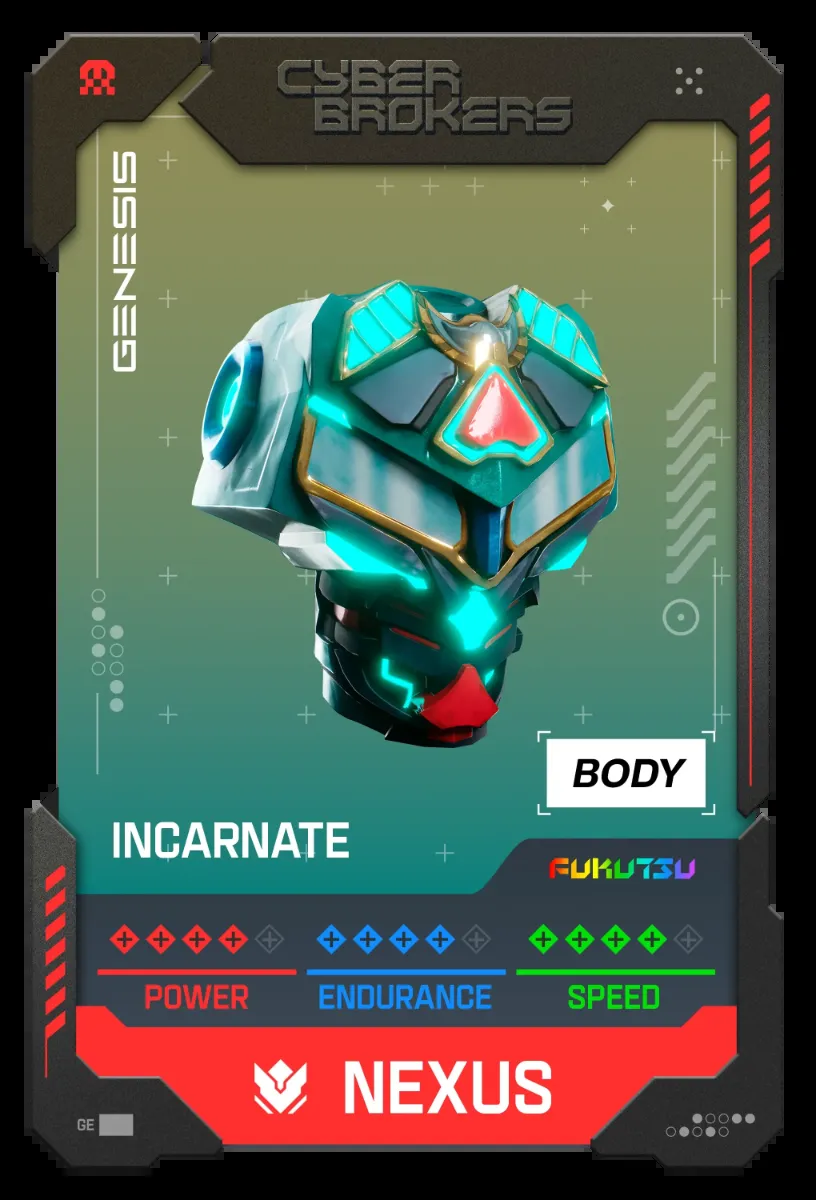 CYBER
BROKERS
GENESIS
BODY
INCARNATE
FUKUTSU
POWER
ENDURANCE
SPEED
NEXUS
GE